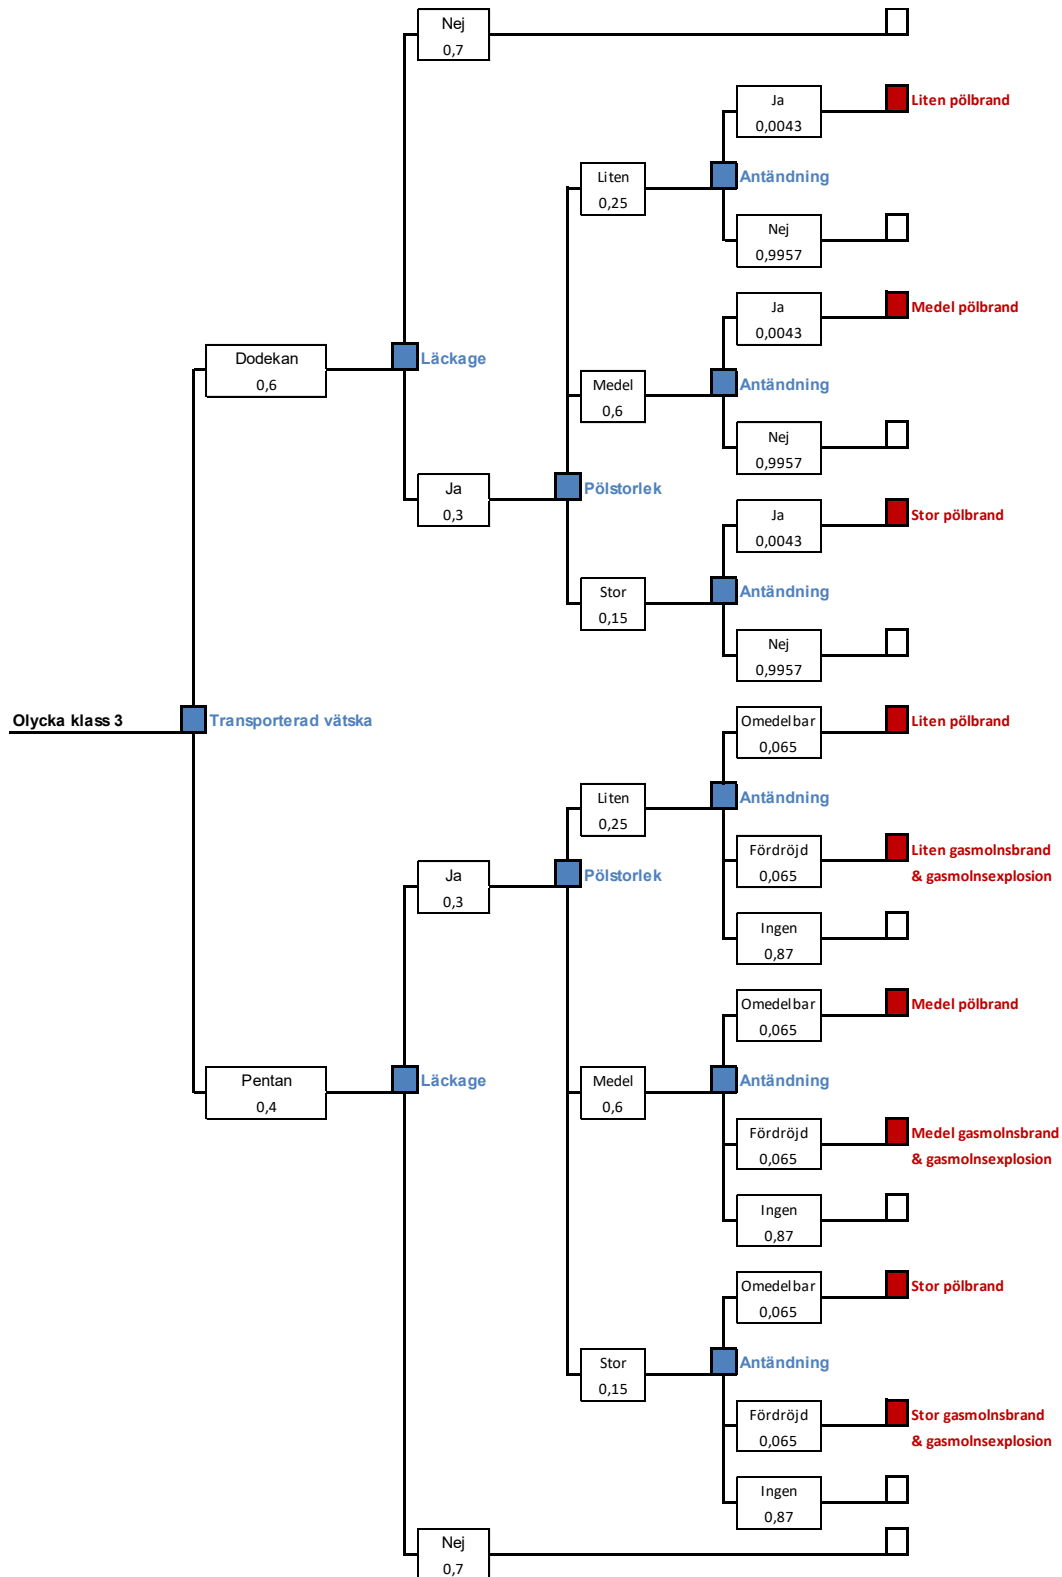 Nej
0,7
Ja
0,0043
Liten pölbrand
Liten
0,25
Antändning
Nej
0,9957
Ja
0,0043
Medel pölbrand
Dodekan
0,6
Läckage
Medel
0,6
Antändning
Nej
0,9957
Ja
0,3
Pölstorlek
Ja
0,0043
Stor pölbrand
Stor
0,15
Antändning
Nej
0,9957
Olycka klass 3
Transporterad vätska
Omedelbar
0,065
Liten pölbrand
Liten
0,25
Antändning
Fördröjd
0,065
Liten gasmolnsbrand
& gasmolnsexplosion
Ja
0,3
Pölstorlek
Ingen
0,87
Omedelbar
0,065
Medel pölbrand
Pentan
0,4
Läckage
Medel
0,6
Antändning
Fördröjd
0,065
Medel gasmolnsbrand
& gasmolnsexplosion
Ingen
0,87
Omedelbar
0,065
Stor pölbrand
Stor
0,15
Antändning
Fördröjd
0,065
Stor gasmolnsbrand
& gasmolnsexplosion
Ingen
0,87
Nej
0,7